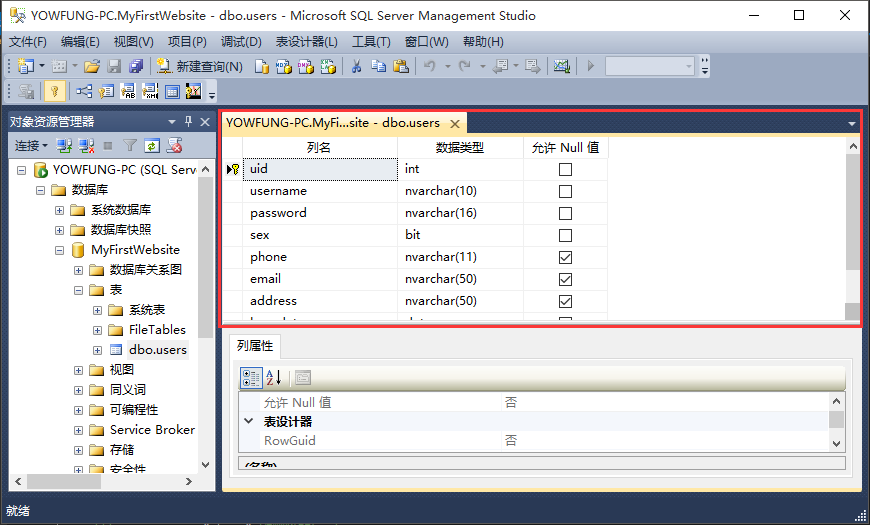 YOWFUNG-PC.MyFirstWebsite - dbo.users - Microsoft SQL Server Management Studio
文件(F) 编辑(E) 视图(V) 项目(P) 调试(D) 表设计器(L) 工具(T) 窗口(W) 帮助(H)
新建查询(N)
对象资源管理器
连接
YOWFUNG-PC (SQL Serve
数据库
系统数据库
数据库快照
MyFirstWebsite
数据库关系图
表
系统表
FileTables
dbo.users
视图
同义词
可编程性
Service Broker
存储
安全性
YOWFUNG-PC.MyFi...site - dbo.users
列名 数据类型 允许 Null 值
uid int
username nvarchar(10)
password nvarchar(16)
sex bit
phone nvarchar(11)
email nvarchar(50)
address nvarchar(50)
列属性
允许 Null 值 否
表设计器
RowGuid 否
(名称)
就绪